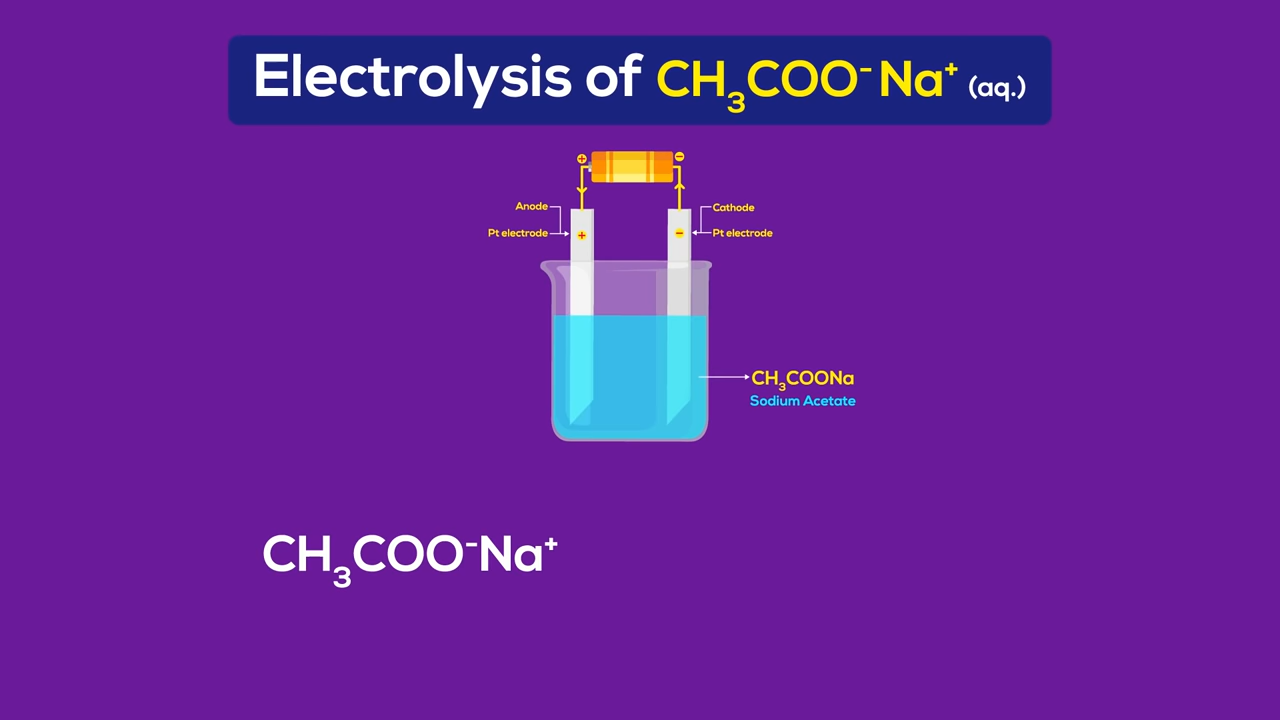 Electrolysis of CH₃COO⁻Na⁺ (aq.)
+ −
Anode
Cathode
Pt electrode
+ −
Pt electrode
CH₃COONa
Sodium Acetate
CH₃COO⁻Na⁺